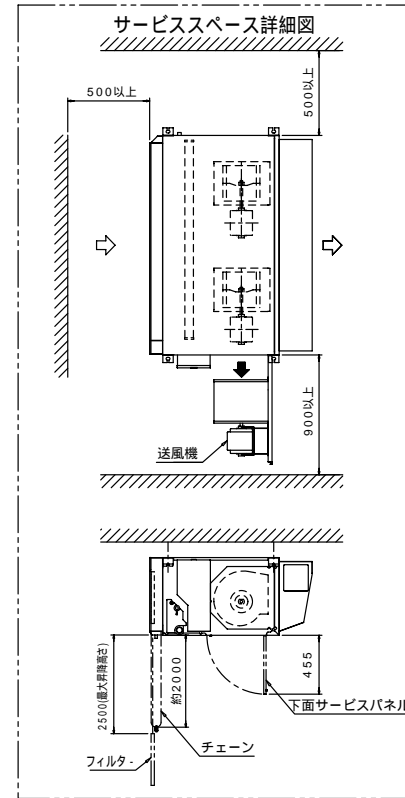 サービススペース詳細図
500以上
500以上
900以上
送風機
2500(最大昇降高さ)
約2000
455
下面サービスパネル
チェーン
フィルタ-